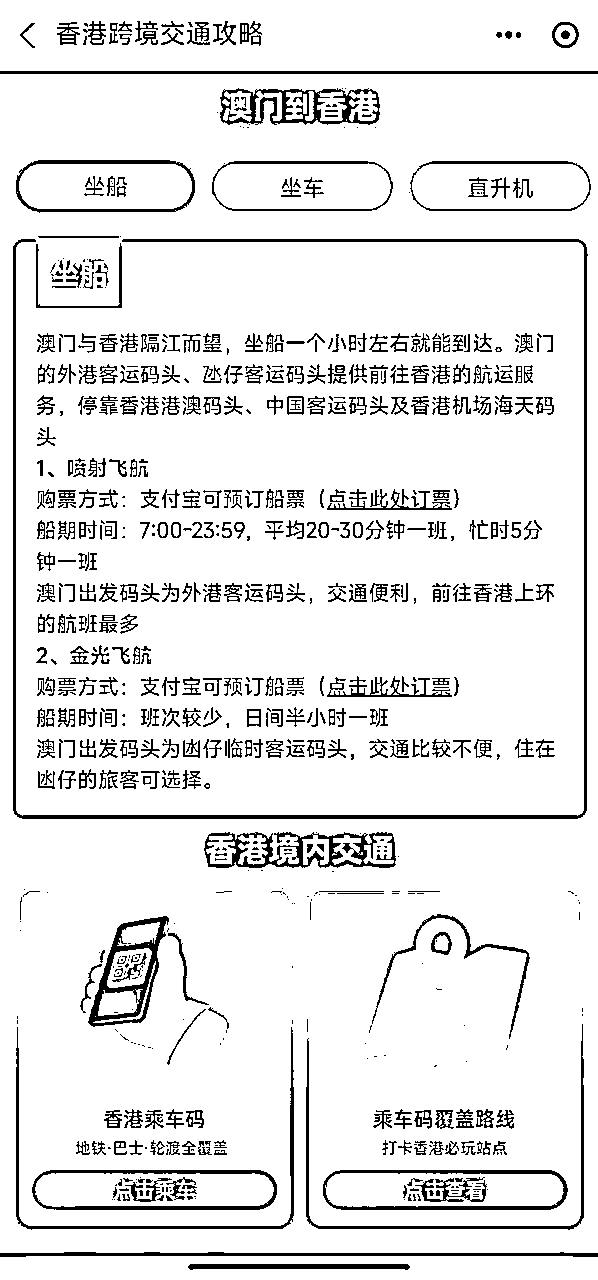 香港跨境交通攻略
澳门到香港
坐船
坐车
直升机
坐船
澳门与香港隔江而望，坐船一个小时左右就能到达。澳门
的外港客运码头、氹仔客运码头提供前往香港的航运服
务，停靠香港港澳码头、中国客运码头及香港机场海天码
头
1、喷射飞航
购票方式：支付宝可预订船票（点击此处订票）
船期时间：7:00-23:59，平均20-30分钟一班，忙时5分
钟一班
澳门出发码头为外港客运码头，交通便利，前往香港上环
的航班最多
2、金光飞航
购票方式：支付宝可预订船票（点击此处订票）
船期时间：班次较少，日间半小时一班
澳门出发码头为凼仔临时客运码头，交通比较不便，住在
凼仔的旅客可选择。
香港境内交通
香港乘车码
地铁·巴士·轮渡全覆盖
点击乘车
乘车码覆盖路线
打卡香港必玩站点
点击查看